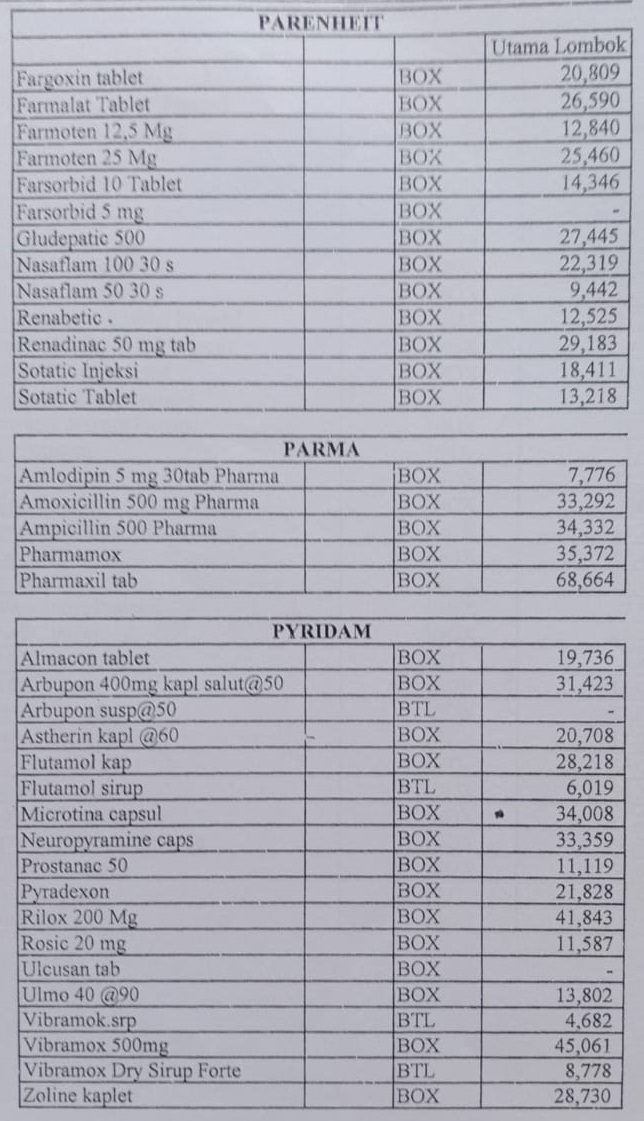 PARENHEIT
Utama Lombok
Fargoxin tablet BOX 20,809
Farmalat Tablet BOX 26,590
Farmoten 12,5 Mg BOX 12,840
Farmoten 25 Mg BOX 25,460
Farsorbid 10 Tablet BOX 14,346
Farsorbid 5 mg BOX -
Gludepatic 500 BOX 27,445
Nasaflam 100 30 s BOX 22,319
Nasaflam 50 30 s BOX 9,442
Renabetic . BOX 12,525
Renadinac 50 mg tab BOX 29,183
Sotatic Injeksi BOX 18,411
Sotatic Tablet BOX 13,218
PARMA
Amlodipin 5 mg 30tab Pharma BOX 7,776
Amoxicillin 500 mg Pharma BOX 33,292
Ampicillin 500 Pharma BOX 34,332
Pharmamox BOX 35,372
Pharmaxil tab BOX 68,664
PYRIDAM
Almacon tablet BOX 19,736
Arbupon 400mg kapl salut@50 BOX 31,423
Arbupon susp@50 BTL -
Astherin kapl @60 BOX 20,708
Flutamol kap BOX 28,218
Flutamol sirup BTL 6,019
Microtina capsul BOX 34,008
Neuropyramine caps BOX 33,359
Prostanac 50 BOX 11,119
Pyradexon BOX 21,828
Rilox 200 Mg BOX 41,843
Rosic 20 mg BOX 11,587
Ulcusan tab BOX -
Ulmo 40 @90 BOX 13,802
Vibramok.srp BTL 4,682
Vibramox 500mg BOX 45,061
Vibramox Dry Sirup Forte BTL 8,778
Zoline kaplet BOX 28,730